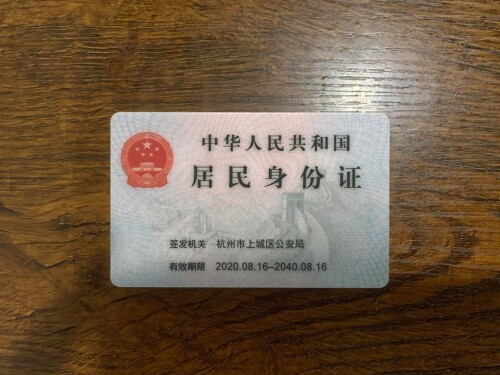 中华人民共和国
居民身份证
签发机关 杭州市上城区公安局
有效期限 2020.08.16-2040.08.16